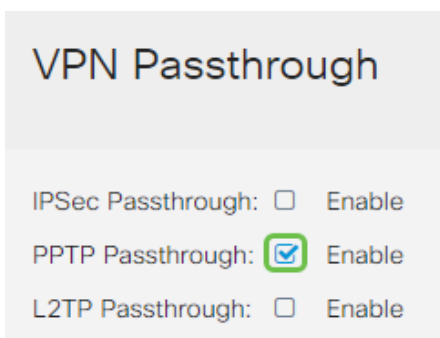 VPN Passthrough
IPSec Passthrough: Enable
PPTP Passthrough: Enable
L2TP Passthrough: Enable